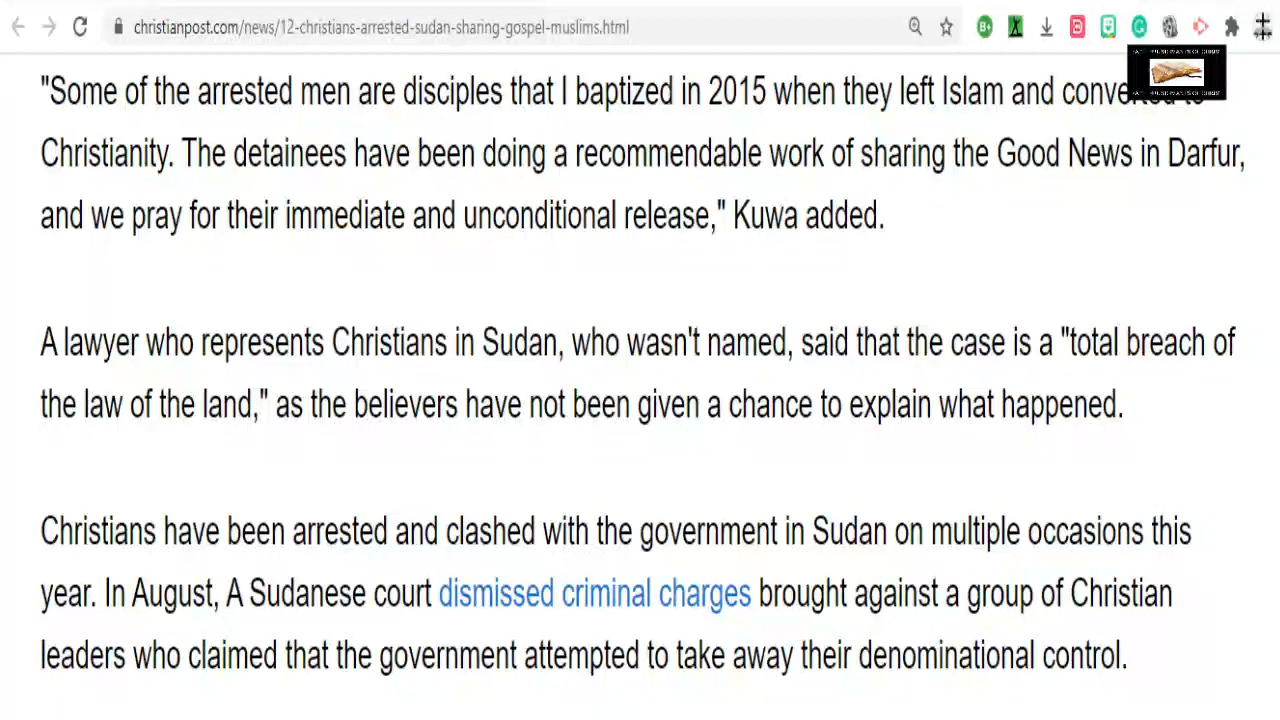 christianpost.com/news/12-christians-arrested-sudan-sharing-gospel-muslims.html
"Some of the arrested men are disciples that I baptized in 2015 when they left Islam and converted to
Christianity. The detainees have been doing a recommendable work of sharing the Good News in Darfur,
and we pray for their immediate and unconditional release," Kuwa added.
A lawyer who represents Christians in Sudan, who wasn't named, said that the case is a "total breach of
the law of the land," as the believers have not been given a chance to explain what happened.
Christians have been arrested and clashed with the government in Sudan on multiple occasions this
year. In August, A Sudanese court dismissed criminal charges brought against a group of Christian
leaders who claimed that the government attempted to take away their denominational control.